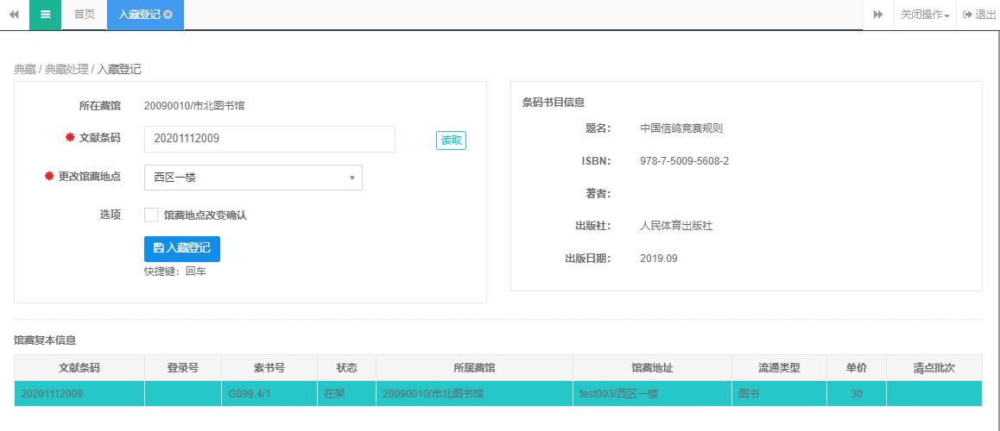 首页 入藏登记 关闭操作 退出
典藏 / 典藏处理 / 入藏登记
所在藏馆 20090010/市北图书馆
文献条码 20201112009 读取
更改馆藏地点 西区一楼
选项 馆藏地点改变确认
入藏登记
快捷键：回车
条码书目信息
题名： 中国信鸽竞赛规则
ISBN： 978-7-5009-5608-2
著者：
出版社： 人民体育出版社
出版日期： 2019.09
馆藏复本信息
文献条码 登录号 索书号 状态 所属藏馆 馆藏地址 流通类型 单价 清点批次
20201112009 G899.4/1 在架 20090010/市北图书馆 test003/西区一楼 图书 30